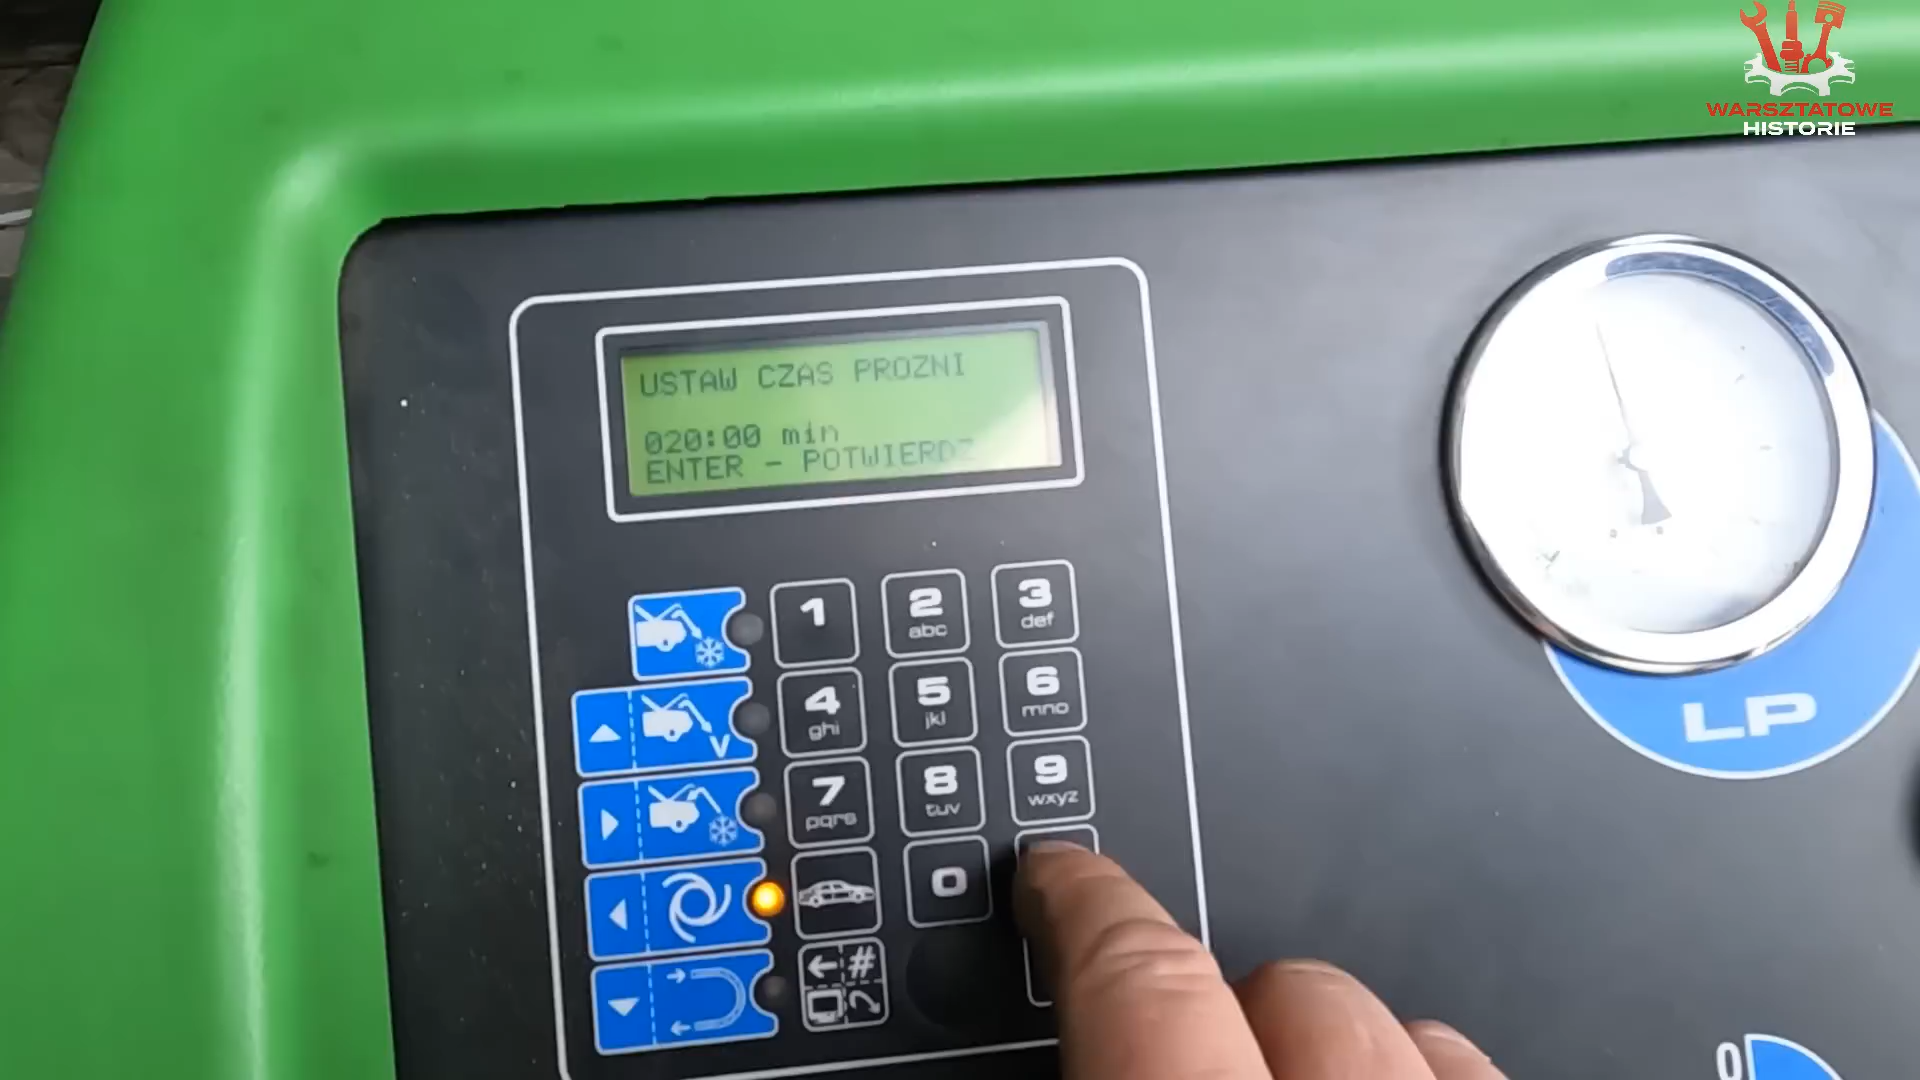 WARSZTATOWE
HISTORIE
USTAW CZAS PROZNI
020:00 min
ENTER - POTWIERDZ
1
2
abc
3
def
4
ghi
5
jkl
6
mno
7
pqrs
8
tuv
9
wxyz
0
V
#
LP
0